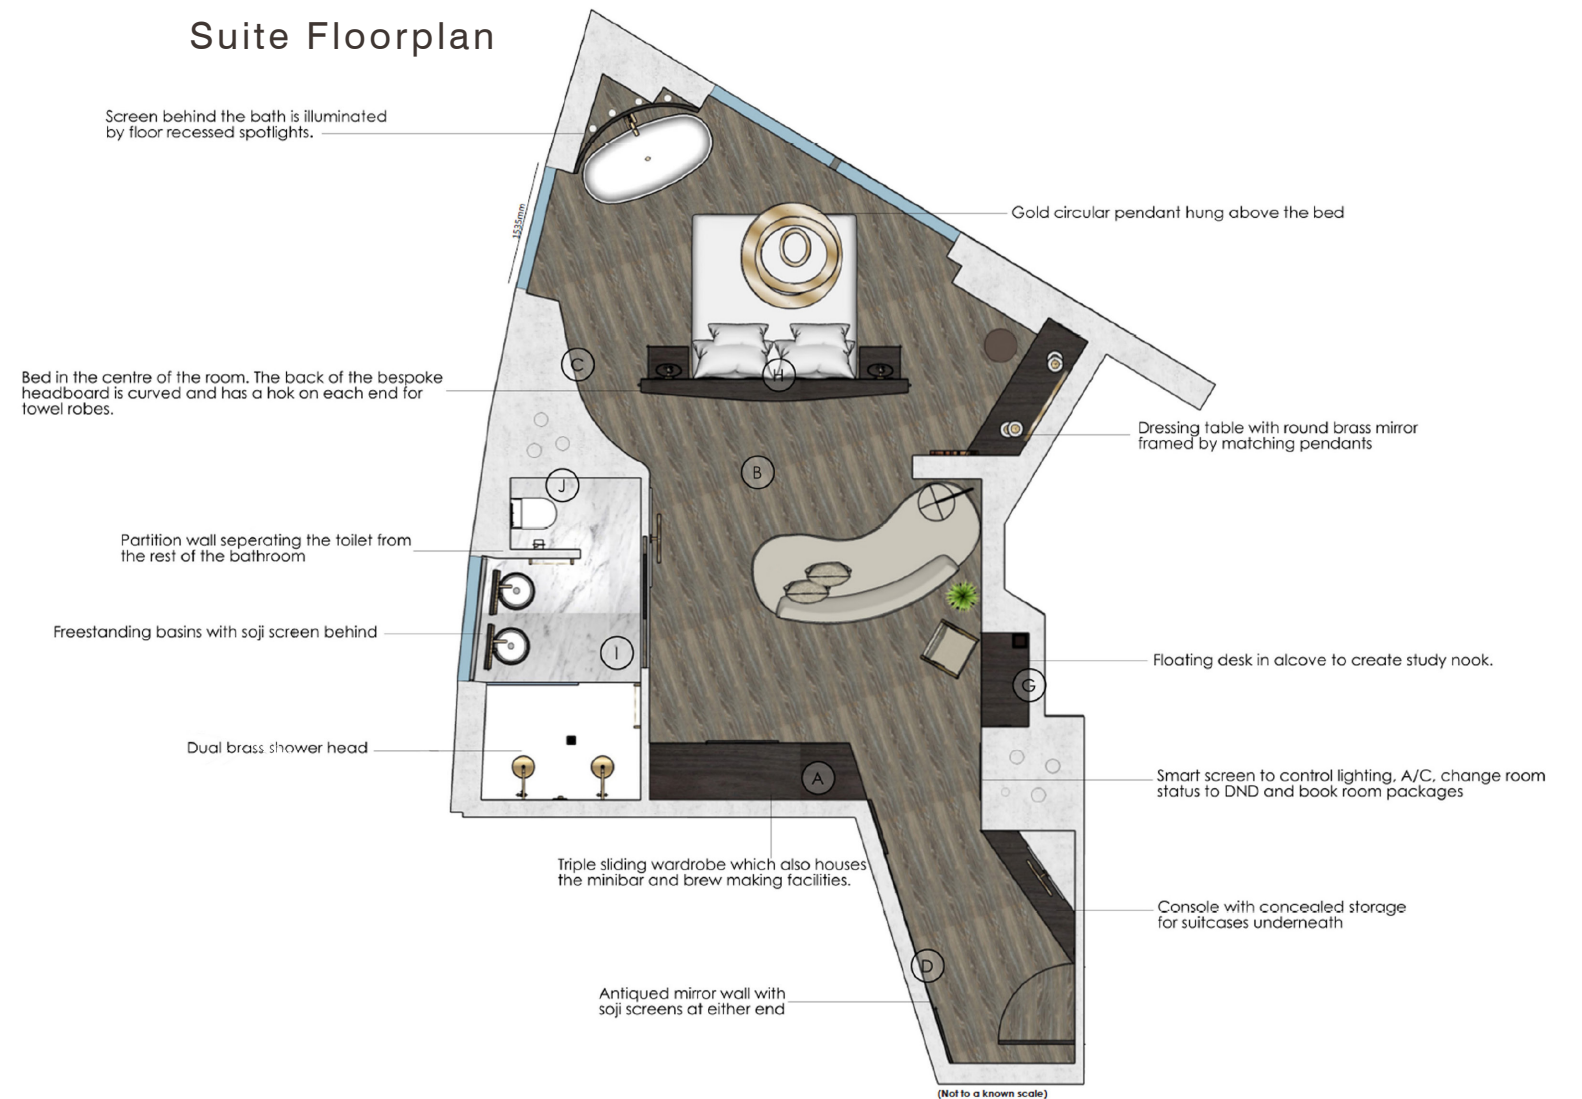 Suite Floorplan
Screen behind the bath is illuminated
by floor recessed spotlights.
1535mm
Gold circular pendant hung above the bed
C
H
Bed in the centre of the room. The back of the bespoke
headboard is curved and has a hok on each end for
towel robes.
Dressing table with round brass mirror
framed by matching pendants
B
J
Partition wall seperating the toilet from
the rest of the bathroom
Freestanding basins with soji screen behind
I
Floating desk in alcove to create study nook.
G
Dual brass shower head
A
Smart screen to control lighting, A/C, change room
status to DND and book room packages
Triple sliding wardrobe which also houses
the minibar and brew making facilities.
Console with concealed storage
for suitcases underneath
D
Antiqued mirror wall with
soji screens at either end
(Not to a known scale)